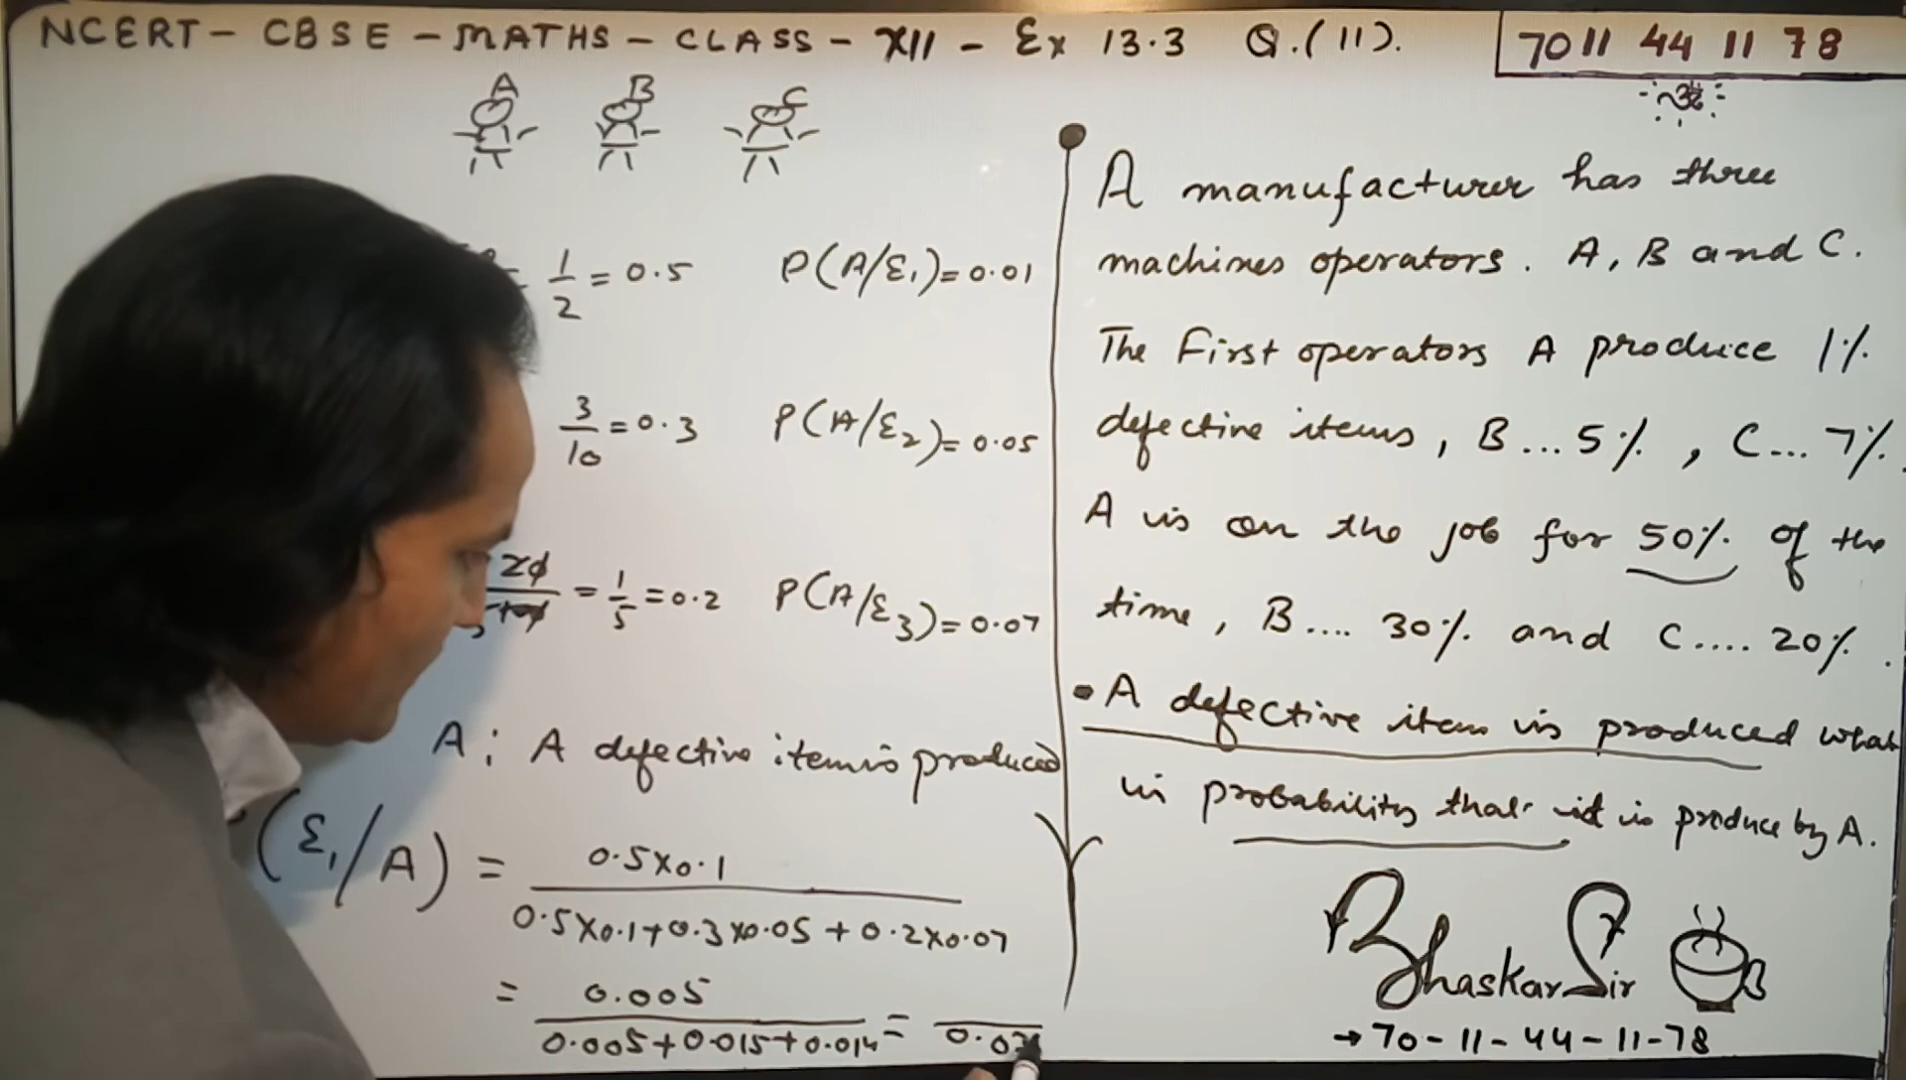 NCERT - CBSE - MATHS - CLASS - XII - Ex 13.3 Q.(11).
70 11 44 11 78
ॐ
A B C
1/2 = 0.5 P(A/E1) = 0.01
3/10 = 0.3 P(A/E2) = 0.05
= 1/5 = 0.2 P(A/E3) = 0.07
A : A defective item is produced
(E1/A) = 0.5×0.1 / 0.5×0.1+0.3×0.05+0.2×0.07
= 0.005 / 0.005+0.015+0.014 =
A manufacturer has three
machines operators. A, B and C.
The First operators A produce 1%
defective items, B ... 5%, C ... 7%.
A is on the job for 50% of the
time, B .... 30% and C .... 20%.
• A defective item is produced what
is probability that it is produce by A.
Bhaskar Sir
→ 70-11-44-11-78